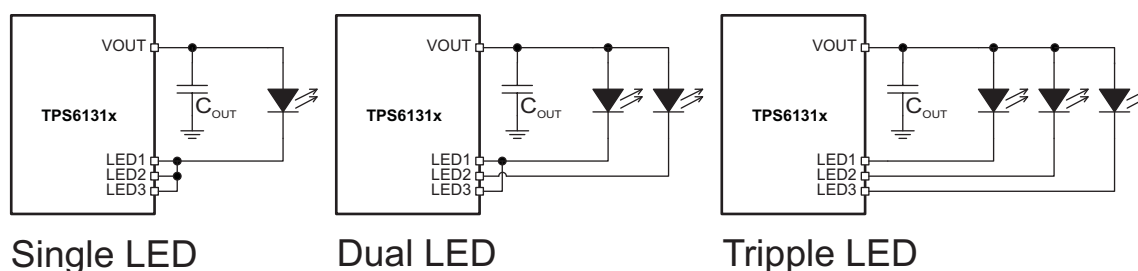 VOUT
C OUT
TPS6131x
LED1
LED2
LED3
Single LED
VOUT
C OUT
TPS6131x
LED1
LED2
LED3
Dual LED
VOUT
C OUT
TPS6131x
LED1
LED2
LED3
Tripple LED